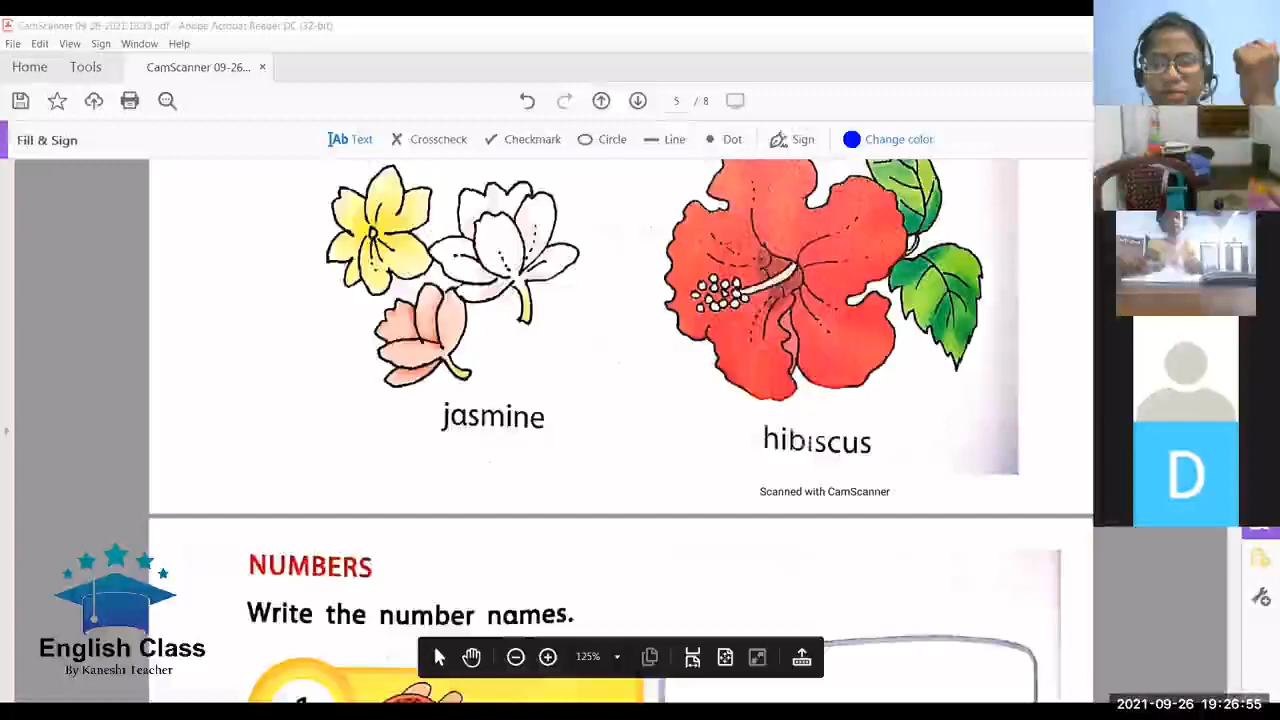 CamScanner 09-26-2021 18:33.pdf - Adobe Acrobat Reader DC (32-bit)
File Edit View Sign Window Help
Home Tools CamScanner 09-26... ×
5 / 8
Fill & Sign
Ab Text Crosscheck Checkmark Circle Line Dot Sign Change color
jasmine
hibiscus
Scanned with CamScanner
D
NUMBERS
Write the number names.
125%
English Class
By Kaneshi Teacher
2021-09-26 19:26:55